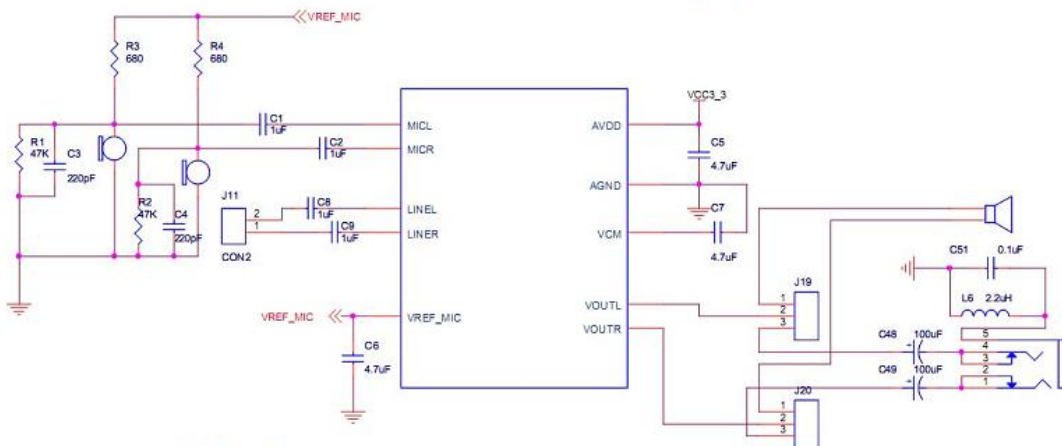 VREF_MIC
R3
680
R4
680
R1
47K
C3
220pF
C1
1uF
C2
1uF
R2
47K
C4
220pF
J11
2
1
CON2
C8
1uF
C9
1uF
VREF_MIC
C6
4.7uF
MICL
MICR
LINEL
LINER
VREF_MIC
AVDD
AGND
VCM
VOUTL
VOUTR
VCC3_3
C5
4.7uF
C7
4.7uF
J19
1
2
3
J20
1
2
3
C51
0.1uF
L6
2.2uH
C48
100uF
C49
100uF
5
4
3
2
1